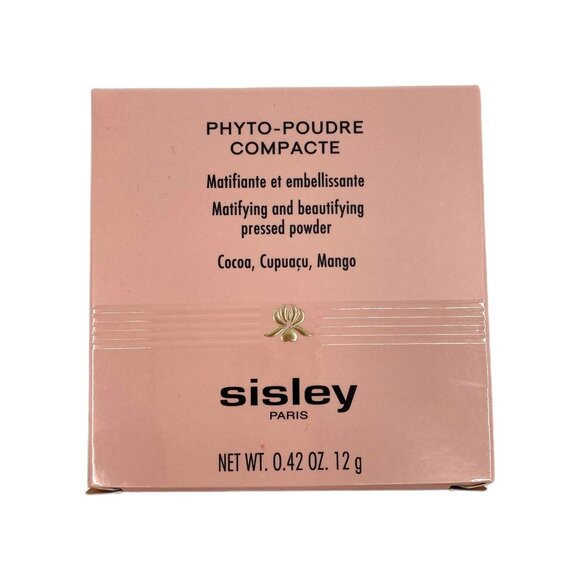 PHYTO-POUDRE
COMPACTE
Matifiante et embellissante
Matifying and beautifying
pressed powder
Cocoa, Cupuaçu, Mango
sisley
PARIS
NET WT. 0.42 OZ. 12 g